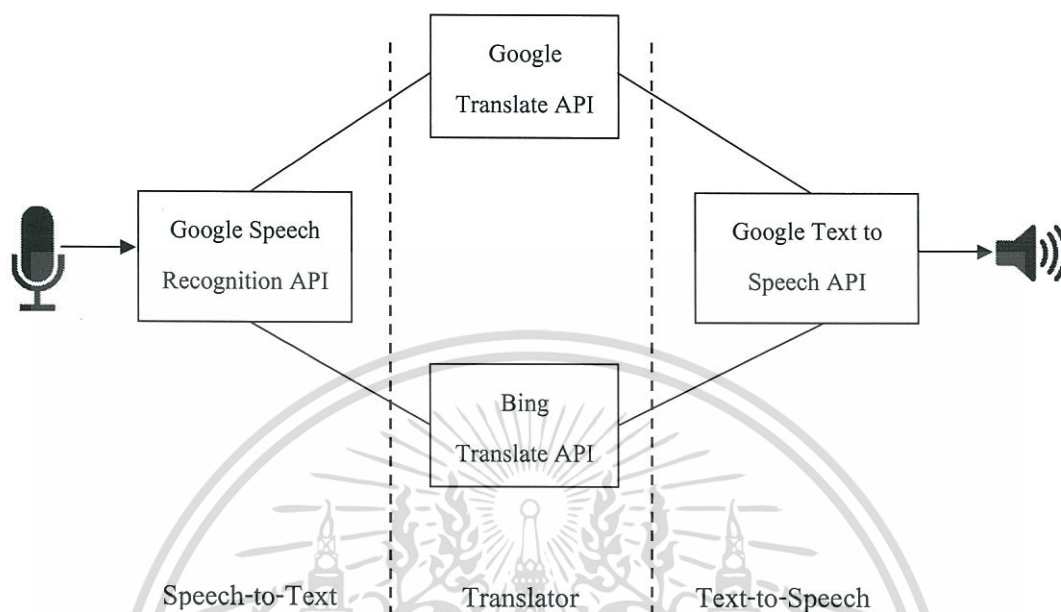 Google
Translate API
Google Speech
Recognition API
Google Text to
Speech API
Bing
Translate API
Speech-to-Text
Translator
Text-to-Speech